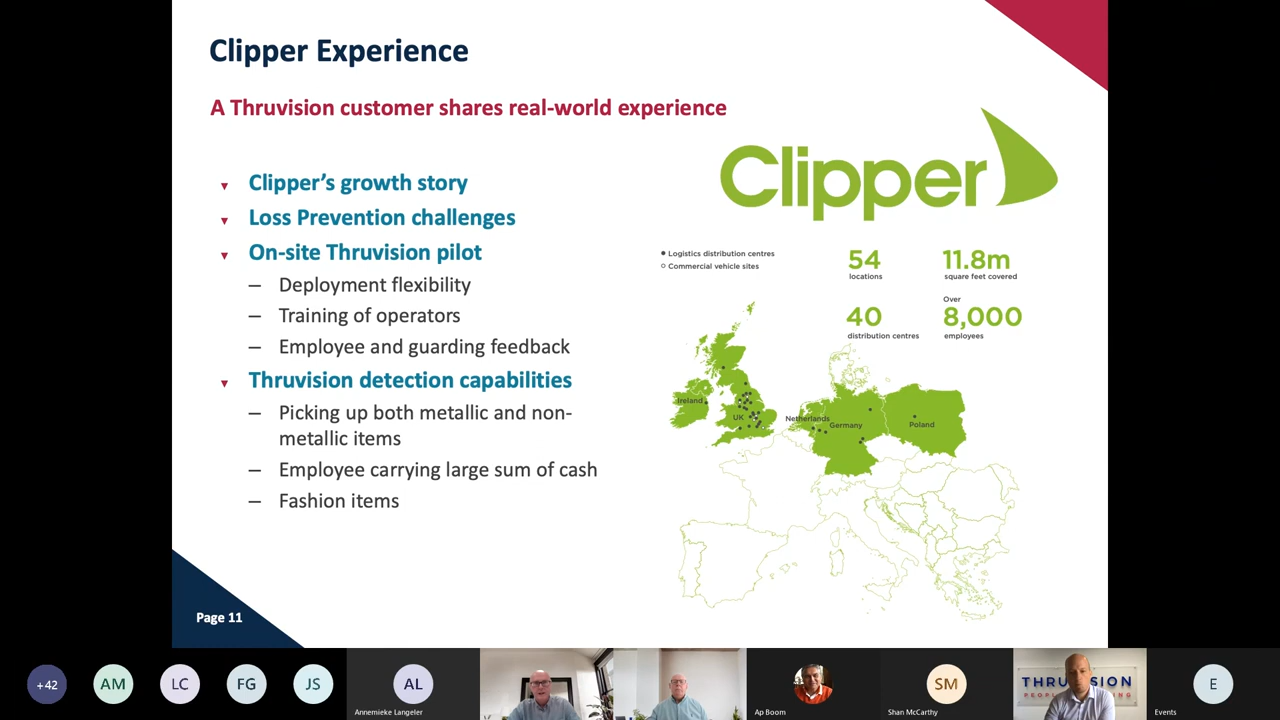 Clipper Experience
A Thruvision customer shares real-world experience
Clipper’s growth story
Loss Prevention challenges
On-site Thruvision pilot
– Deployment flexibility
– Training of operators
– Employee and guarding feedback
Thruvision detection capabilities
– Picking up both metallic and non-
metallic items
– Employee carrying large sum of cash
– Fashion items
Clipper
Logistics distribution centres
Commercial vehicle sites
54
locations
11.8m
square feet covered
40
distribution centres
Over
8,000
employees
Ireland
UK
Netherlands
Germany
Poland
Page 11
+42
AM
LC
FG
JS
AL
Annemieke Langeler
Ap Boom
SM
Shan McCarthy
THRUVISION
E
Events